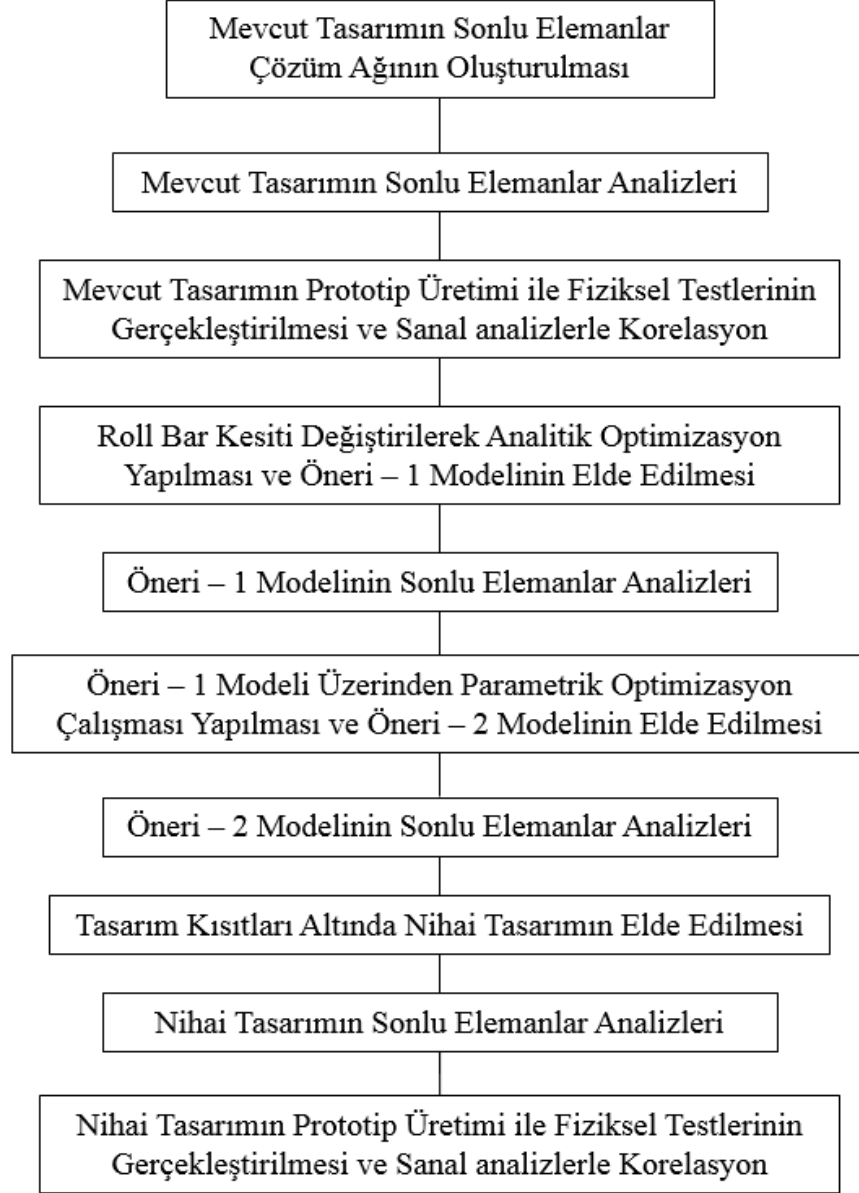 Mevcut Tasarımın Sonlu Elemanlar
Çözüm Ağının Oluşturulması
Mevcut Tasarımın Sonlu Elemanlar Analizleri
Mevcut Tasarımın Prototip Üretimi ile Fiziksel Testlerinin
Gerçekleştirilmesi ve Sanal analizlerle Korelasyon
Roll Bar Kesiti Değiştirilerek Analitik Optimizasyon
Yapılması ve Öneri – 1 Modelinin Elde Edilmesi
Öneri – 1 Modelinin Sonlu Elemanlar Analizleri
Öneri – 1 Modeli Üzerinden Parametrik Optimizasyon
Çalışması Yapılması ve Öneri – 2 Modelinin Elde Edilmesi
Öneri – 2 Modelinin Sonlu Elemanlar Analizleri
Tasarım Kısıtları Altında Nihai Tasarımın Elde Edilmesi
Nihai Tasarımın Sonlu Elemanlar Analizleri
Nihai Tasarımın Prototip Üretimi ile Fiziksel Testlerinin
Gerçekleştirilmesi ve Sanal analizlerle Korelasyon